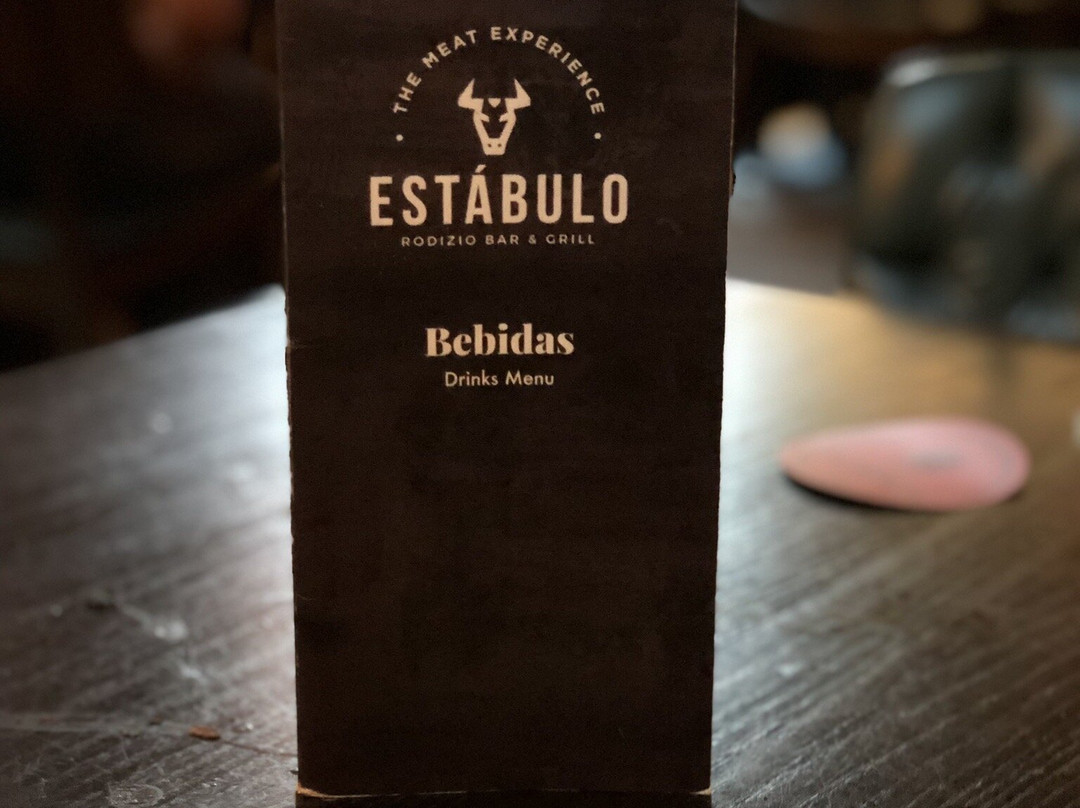 THE MEAT EXPERIENCE
ESTÁBULO
RODIZIO BAR & GRILL
Bebidas
Drinks Menu